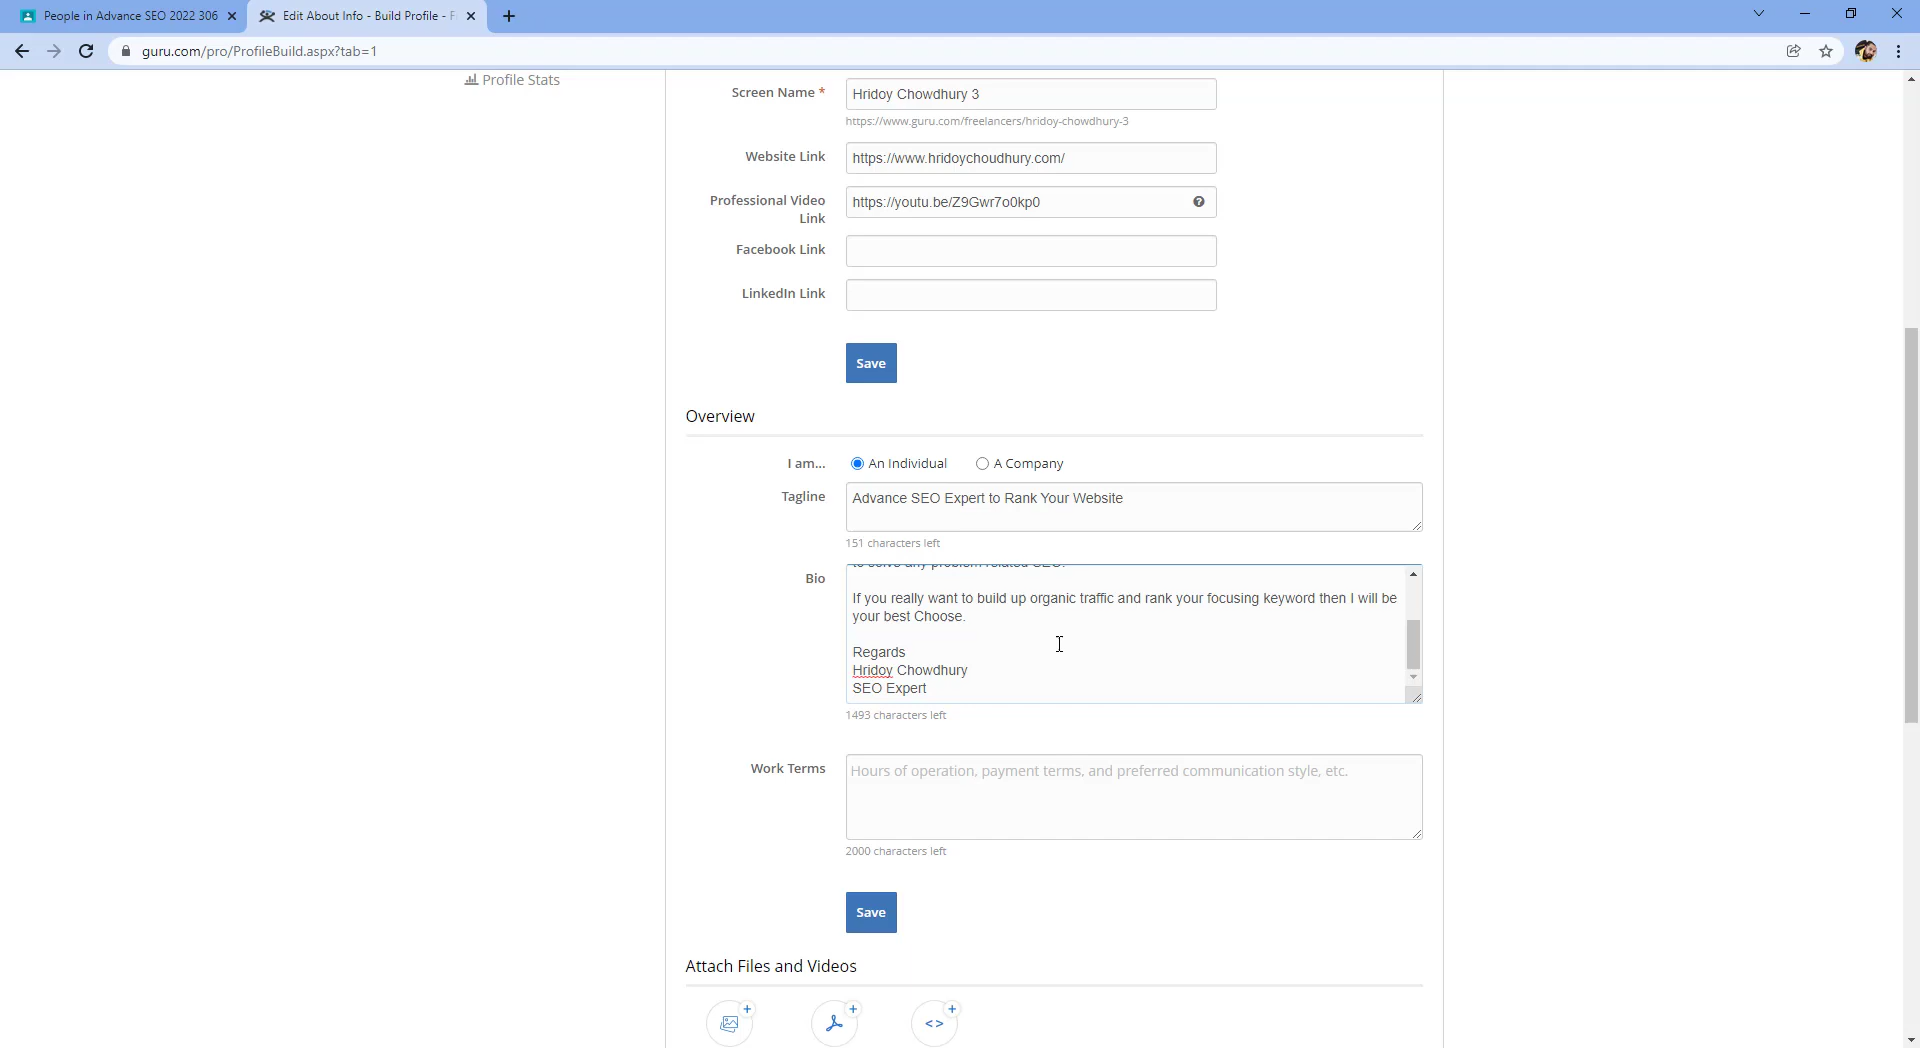 People in Advance SEO 2022 306
Edit About Info - Build Profile - F
guru.com/pro/ProfileBuild.aspx?tab=1
Profile Stats
Screen Name *
Hridoy Chowdhury 3
https://www.guru.com/freelancers/hridoy-chowdhury-3
Website Link
https://www.hridoychoudhury.com/
Professional Video
Link
https://youtu.be/Z9Gwr7o0kp0
Facebook Link
LinkedIn Link
Save
Overview
I am...
An Individual
A Company
Tagline
Advance SEO Expert to Rank Your Website
151 characters left
Bio
to solve any problem related SEO.
If you really want to build up organic traffic and rank your focusing keyword then I will be
your best Choose.
Regards
Hridoy Chowdhury
SEO Expert
1493 characters left
Work Terms
Hours of operation, payment terms, and preferred communication style, etc.
2000 characters left
Save
Attach Files and Videos